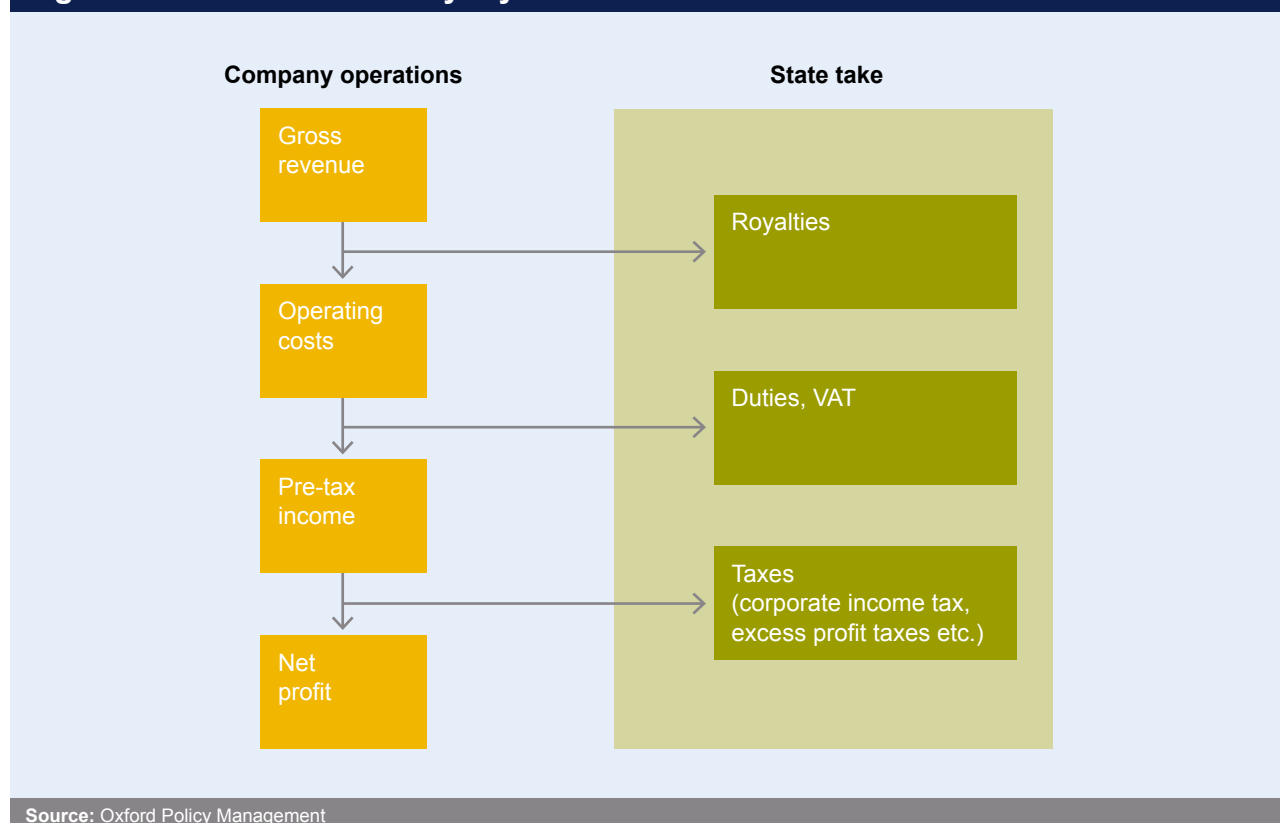 Company operations
State take
Gross
revenue
Royalties
Operating
costs
Duties, VAT
Pre-tax
income
Taxes
(corporate income tax,
excess profit taxes etc.)
Net
profit
Source: Oxford Policy Management